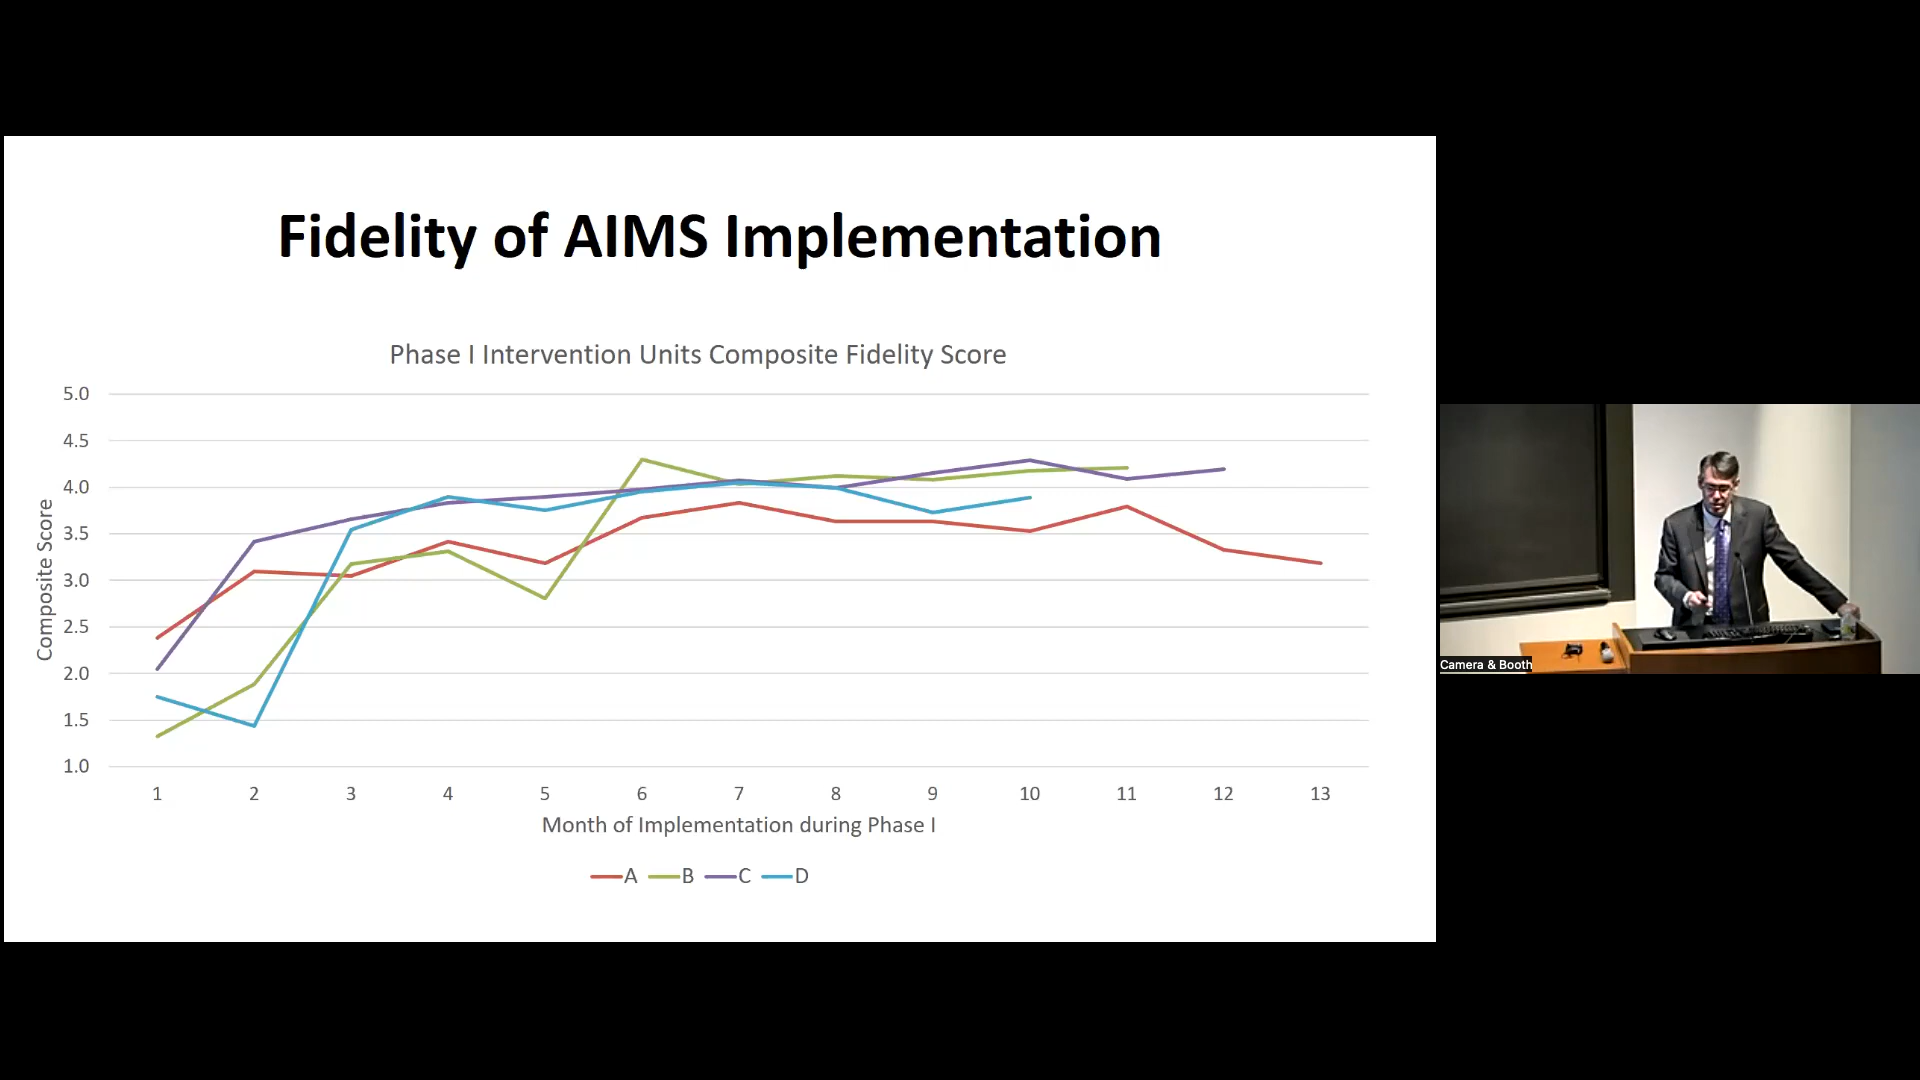 Fidelity of AIMS Implementation
Phase I Intervention Units Composite Fidelity Score
5.0
4.5
4.0
3.5
3.0
2.5
2.0
1.5
1.0
Composite Score
1 2 3 4 5 6 7 8 9 10 11 12 13
Month of Implementation during Phase I
A B C D
Camera & Booth